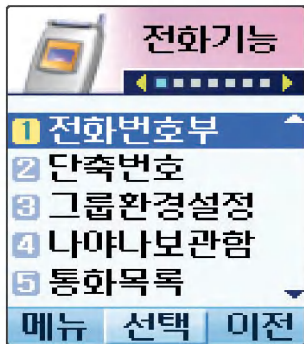 전화기능
1 전화번호부
2 단축번호
3 그룹환경설정
4 나야나보관함
5 통화목록
메뉴 선택 이전